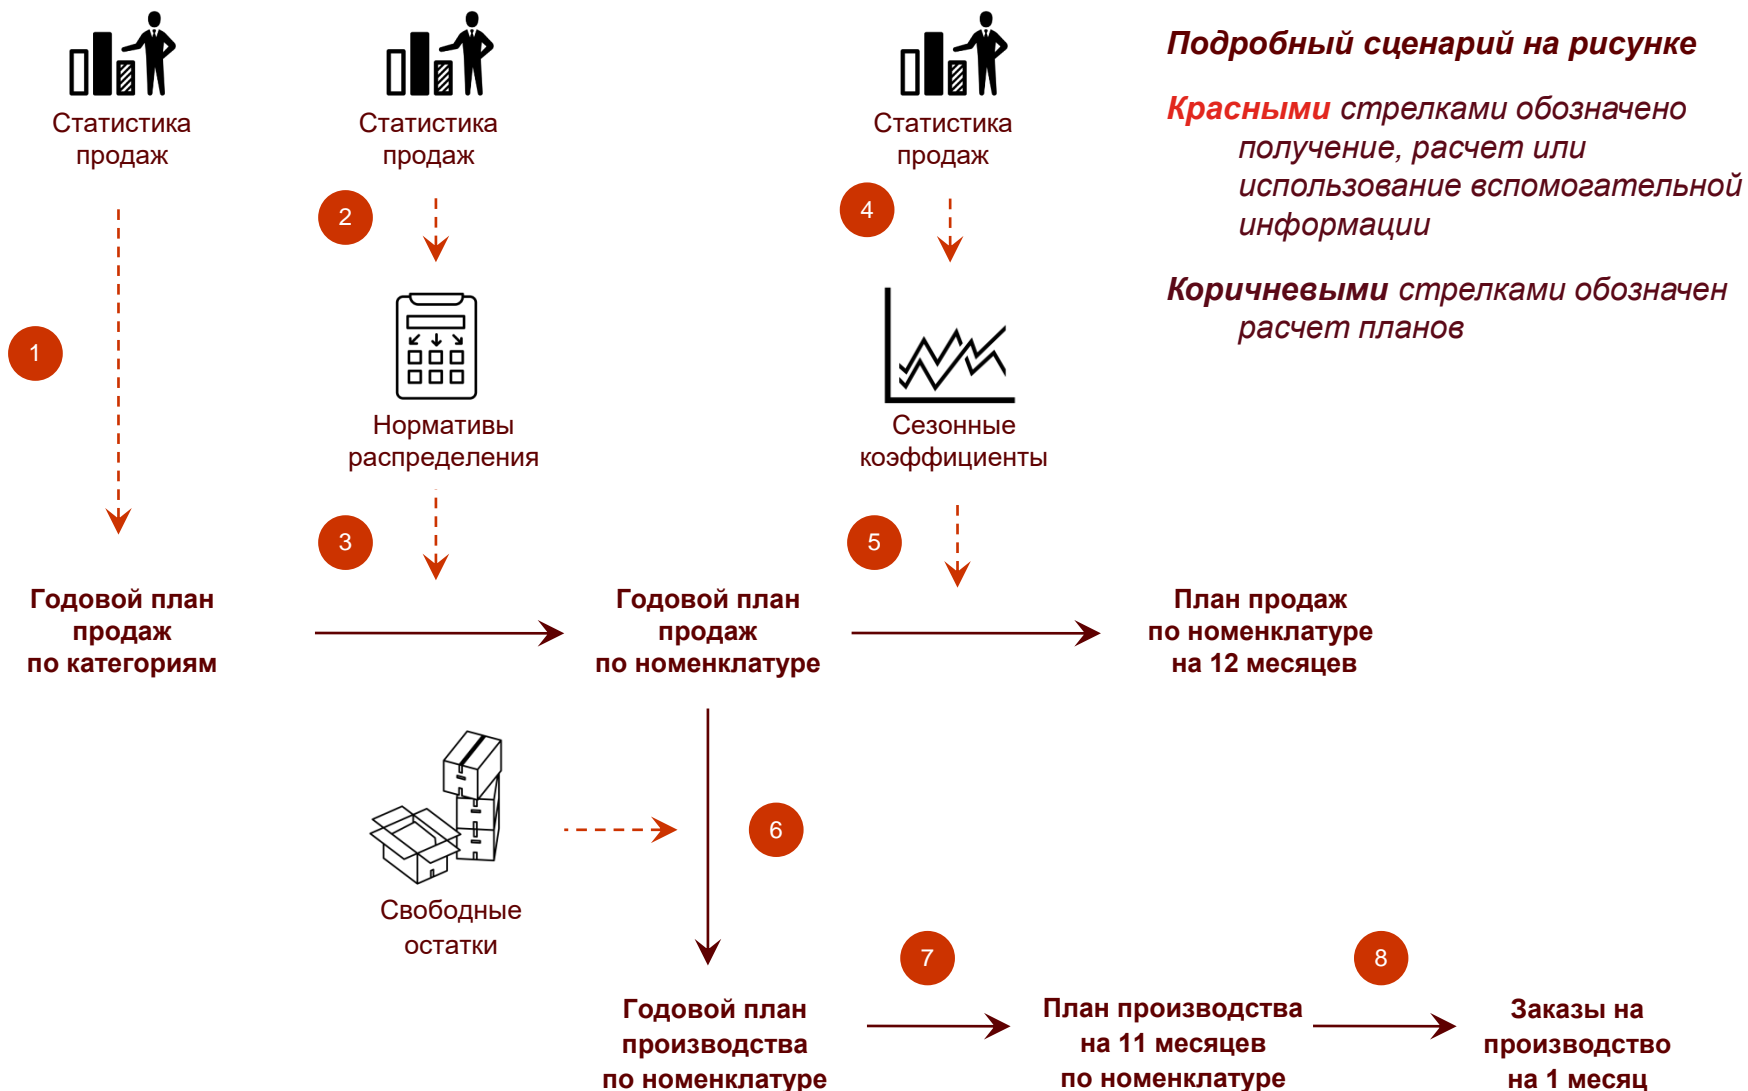 Статистика
продаж
Статистика
продаж
Статистика
продаж
Подробный сценарий на рисунке
Красными стрелками обозначено
получение, расчет или
использование вспомогательной
информации
Коричневыми стрелками обозначен
расчет планов
1
2
4
Нормативы
распределения
Сезонные
коэффициенты
3
5
Годовой план
продаж
по категориям
Годовой план
продаж
по номенклатуре
План продаж
по номенклатуре
на 12 месяцев
6
Свободные
остатки
7
8
Годовой план
производства
по номенклатуре
План производства
на 11 месяцев
по номенклатуре
Заказы на
производство
на 1 месяц